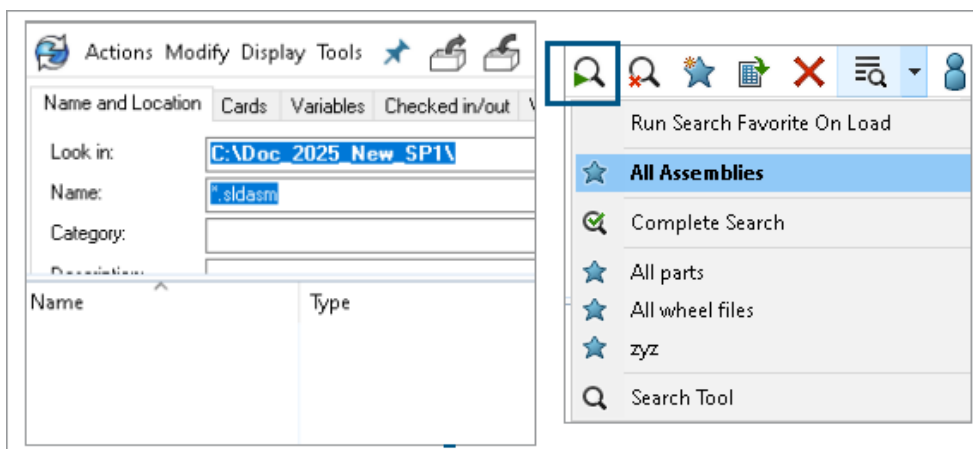 Actions Modify Display Tools
Name and Location Cards Variables Checked in/out
Look in: C:\Doc_2025_New_SP1\
Name: *.sldasm
Category:
Description:
Name Type
Run Search Favorite On Load
All Assemblies
Complete Search
All parts
All wheel files
zyz
Search Tool